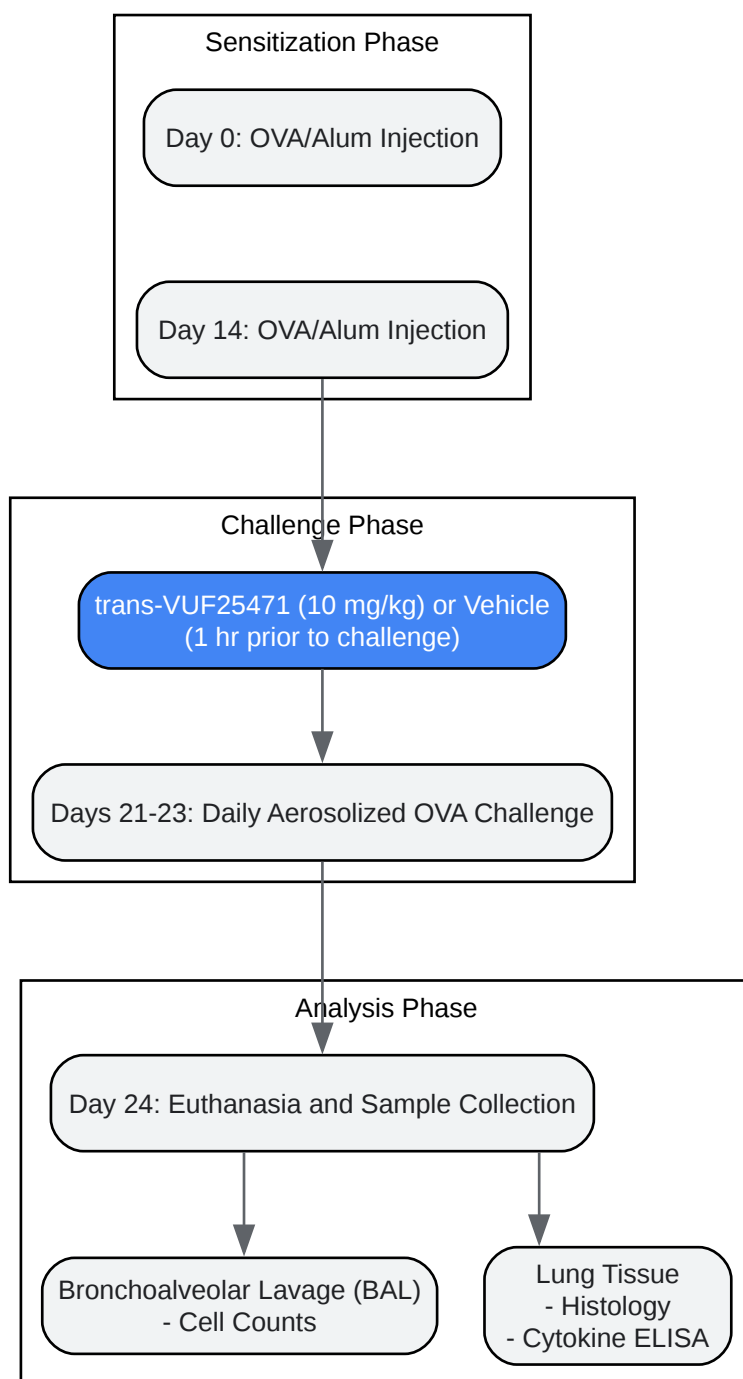 Sensitization Phase
Day 0: OVA/Alum Injection
Day 14: OVA/Alum Injection
Challenge Phase
trans-VUF25471 (10 mg/kg) or Vehicle
(1 hr prior to challenge)
Days 21-23: Daily Aerosolized OVA Challenge
Analysis Phase
Day 24: Euthanasia and Sample Collection
Bronchoalveolar Lavage (BAL)
- Cell Counts
Lung Tissue
- Histology
- Cytokine ELISA